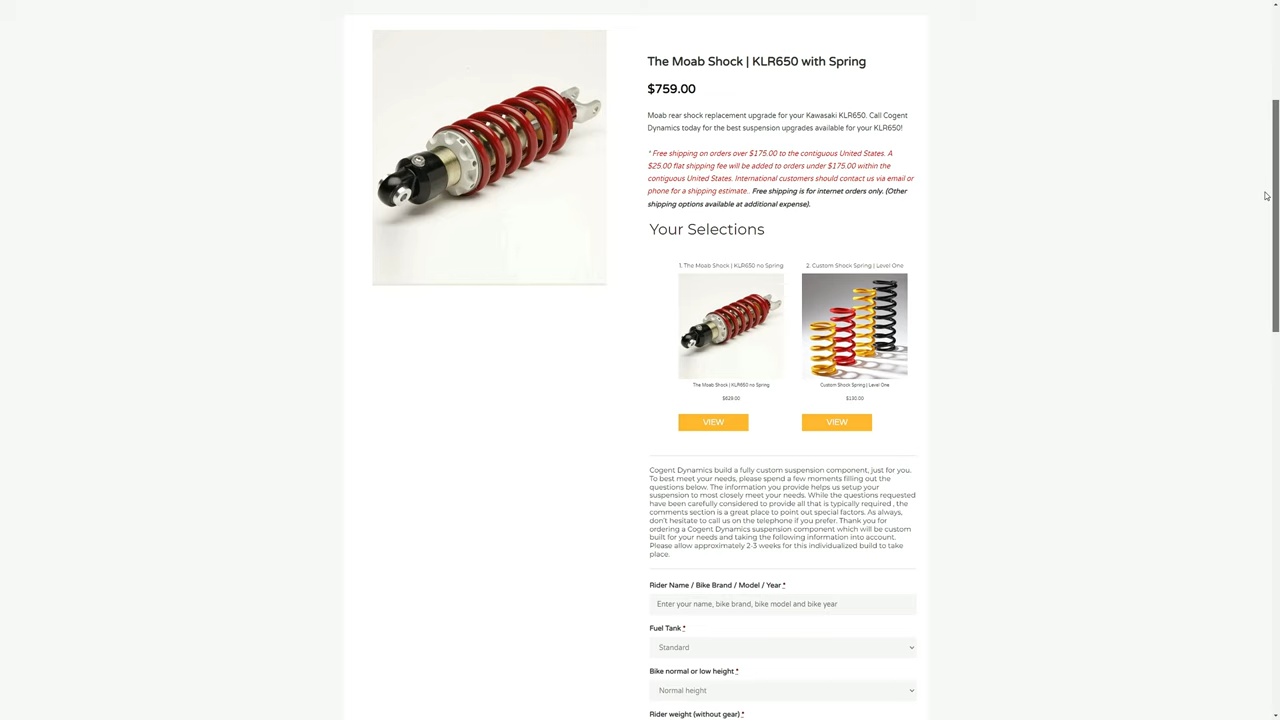 The Moab Shock | KLR650 with Spring
$759.00
Moab rear shock replacement upgrade for your Kawasaki KLR650. Call Cogent
Dynamics today for the best suspension upgrades available for your KLR650!
* Free shipping on orders over $175.00 to the contiguous United States. A
$25.00 flat shipping fee will be added to orders under $175.00 within the
contiguous United States. International customers should contact us via email or
phone for a shipping estimate.. Free shipping is for internet orders only. (Other
shipping options available at additional expense).
Your Selections
1. The Moab Shock | KLR650 no Spring
2. Custom Shock Spring | Level One
The Moab Shock | KLR650 no Spring
Custom Shock Spring | Level One
$629.00
$130.00
VIEW
VIEW
Cogent Dynamics build a fully custom suspension component, just for you.
To best meet your needs, please spend a few moments filling out the
questions below. The information you provide helps us setup your
suspension to most closely meet your needs. While the questions requested
have been carefully considered to provide all that is typically required , the
comments section is a great place to point out special factors. As always,
don't hesitate to call us on the telephone if you prefer. Thank you for
ordering a Cogent Dynamics suspension component which will be custom
built for your needs and taking the following information into account.
Please allow approximately 2-3 weeks for this individualized build to take
place.
Rider Name / Bike Brand / Model / Year *
Enter your name, bike brand, bike model and bike year
Fuel Tank *
Standard
Bike normal or low height *
Normal height
Rider weight (without gear) *